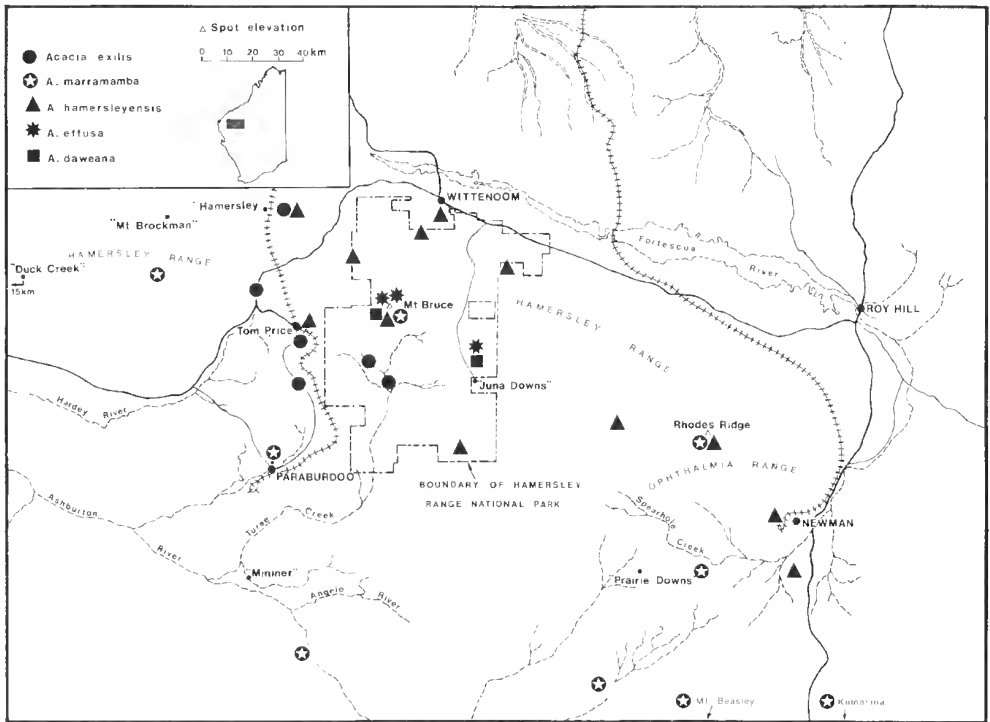 △ Spot elevation
0 10 20 30 40 km
Acacia exilis
A. marramamba
A hamersleyensis
A. effusa
A. daweana
WITTENOOM
"Hamersley
"Mt Brockman"
HAMERSLEY RANGE
"Duck Creek"
15km
Fortescue
River
Mt Bruce
HAMERSLEY
RANGE
ROY HILL
Tom Price
"Juna Downs"
Hardey River
Rhodes Ridge
OPHTHALMIA RANGE
PARABURDOO
BOUNDARY OF HAMERSLEY
RANGE NATIONAL PARK
Ashburton
River
Turee Creek
Spearhole
Creek
NEWMAN
"Mininer"
Angelo River
"Prairie Downs"
Mt. Beasley